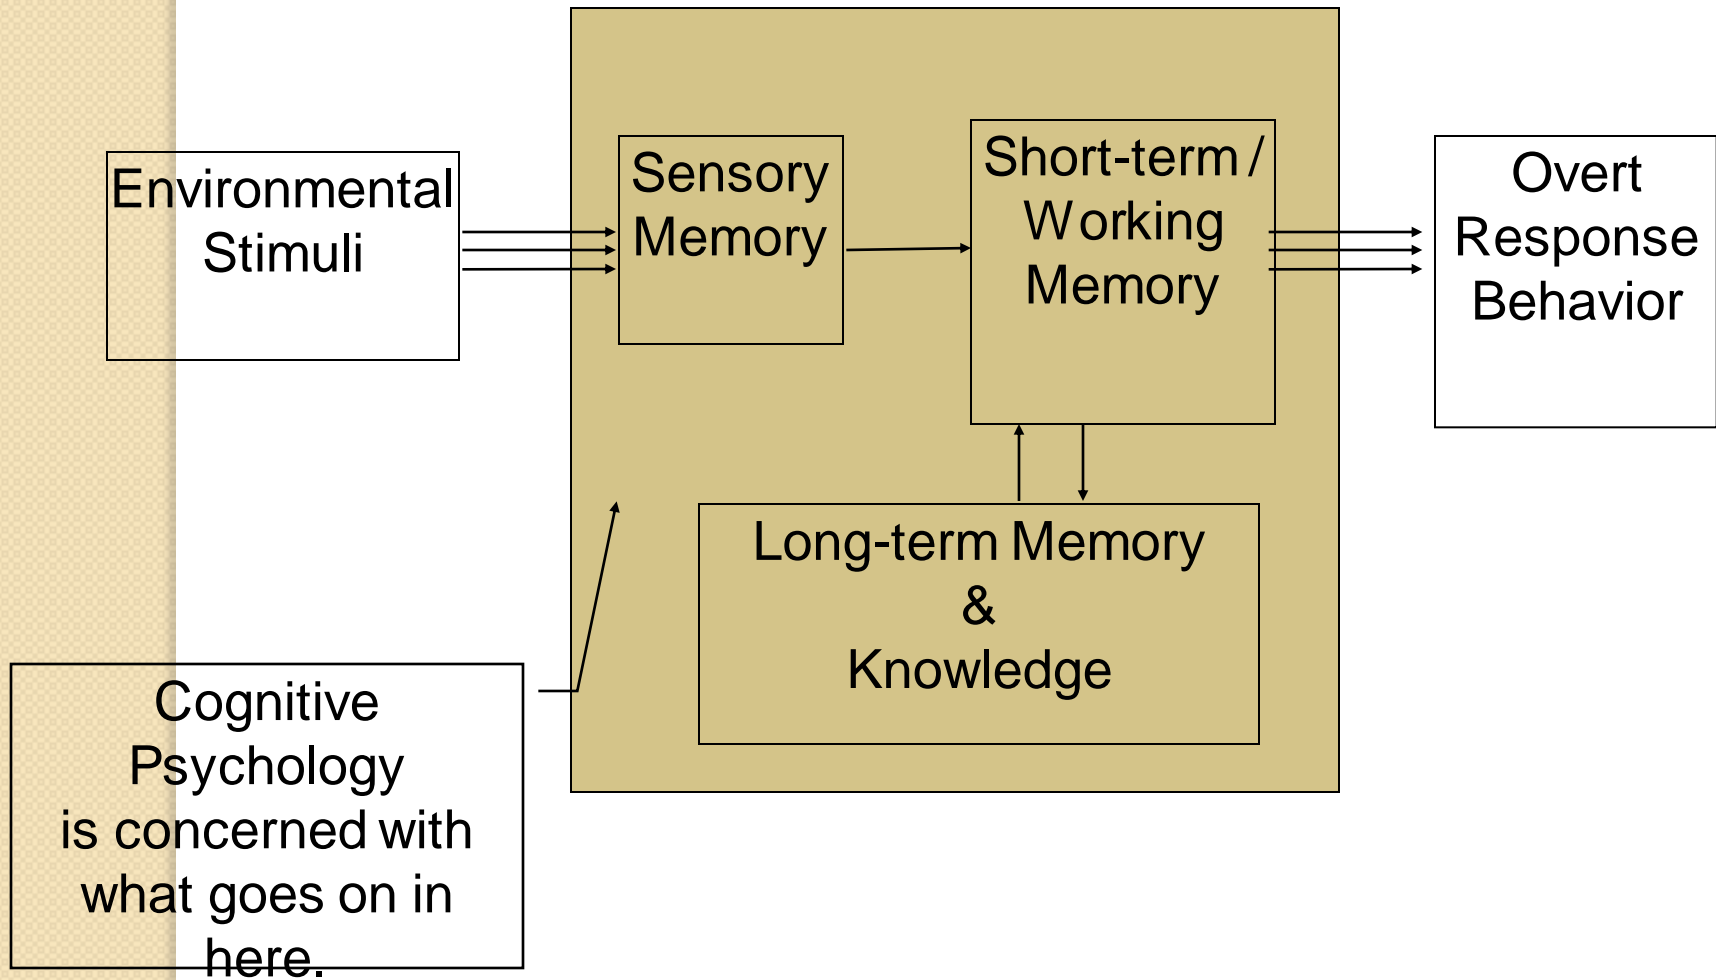 Environmental
Stimuli
Sensory
Memory
Short-term /
Working
Memory
Overt
Response
Behavior
Long-term Memory
&
Knowledge
Cognitive
Psychology
is concerned with
what goes on in
here.